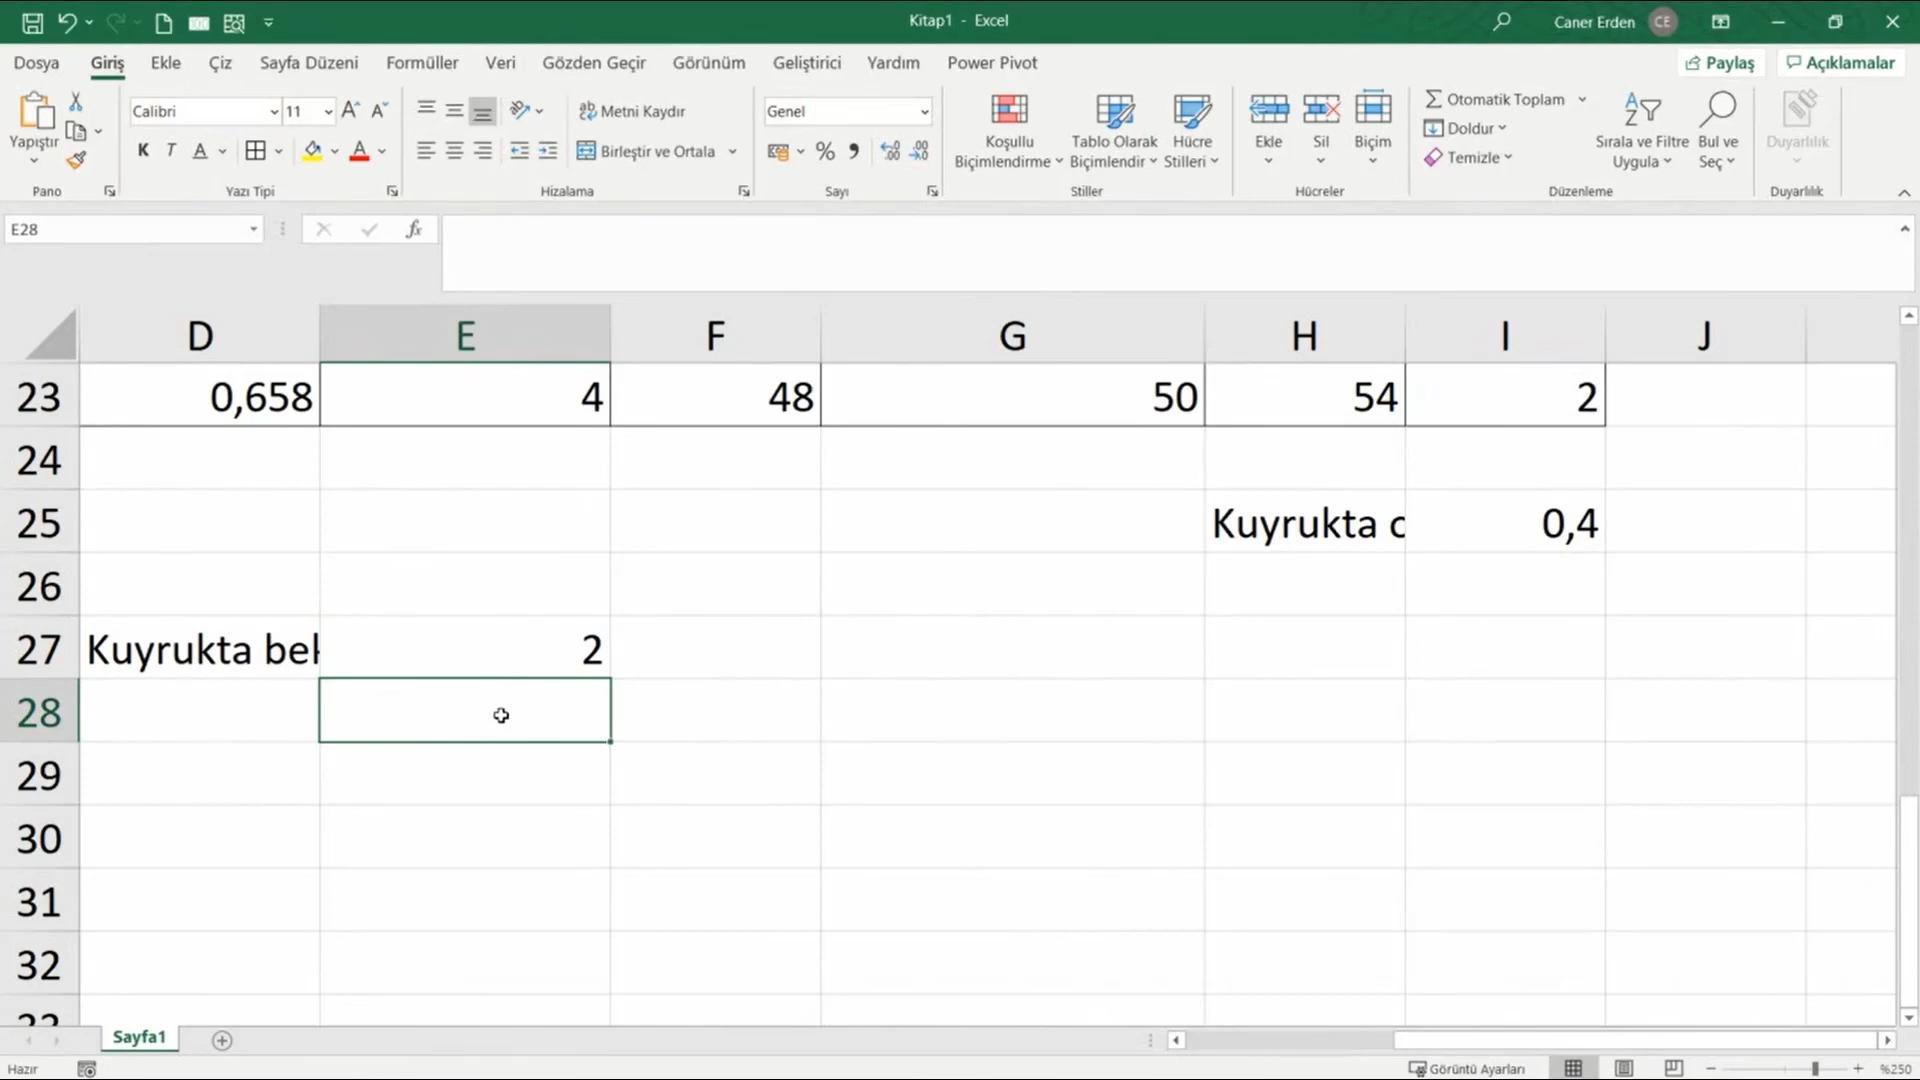 Kitap1 - Excel
Caner Erden CE
Dosya Giriş Ekle Çiz Sayfa Düzeni Formüller Veri Gözden Geçir Görünüm Geliştirici Yardım Power Pivot Paylaş Açıklamalar
Yapıştır
Calibri 11
K T A
Metni Kaydır
Birleştir ve Ortala
Genel
Koşullu Biçimlendirme
Tablo Olarak Biçimlendir
Hücre Stilleri
Ekle Sil Biçim
Otomatik Toplam
Doldur
Temizle
Sırala ve Filtre Uygula
Bul ve Seç
Duyarlılık
Pano Yazı Tipi Hizalama Sayı Stiller Hücreler Düzenleme Duyarlılık
E28 fx
D E F G H I J
23 0,658 4 48 50 54 2
24
25 Kuyrukta 0,4
26
27 Kuyrukta 2
28
29
30
31
32
Sayfa1
Hazır Görüntü Ayarları %250